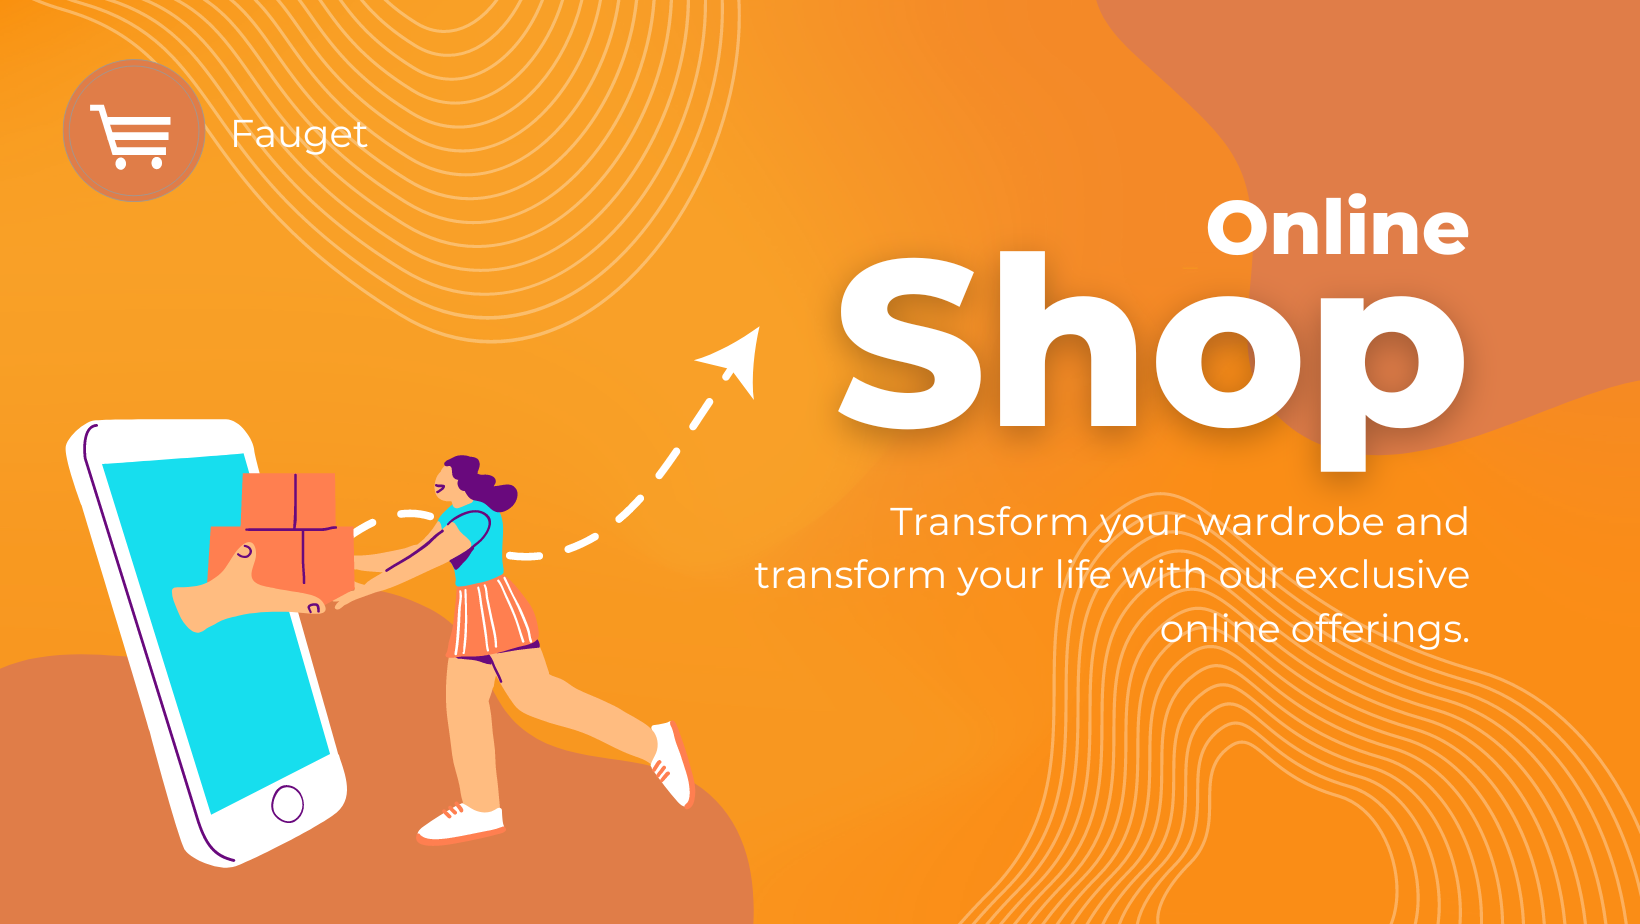 Fauget
Online
Shop
Transform your wardrobe and
transform your life with our exclusive
online offerings.